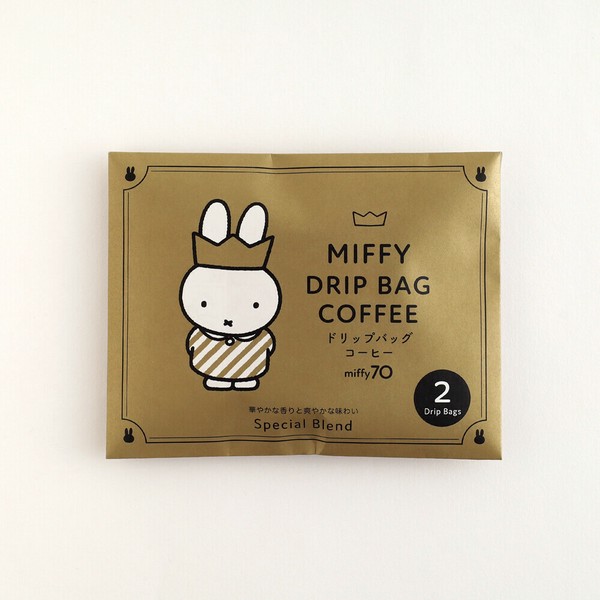 MIFFY
DRIP BAG
COFFEE
ドリップバッグ
コーヒー
miffy70
2
Drip Bags
華やかな香りと爽やかな味わい
Special Blend